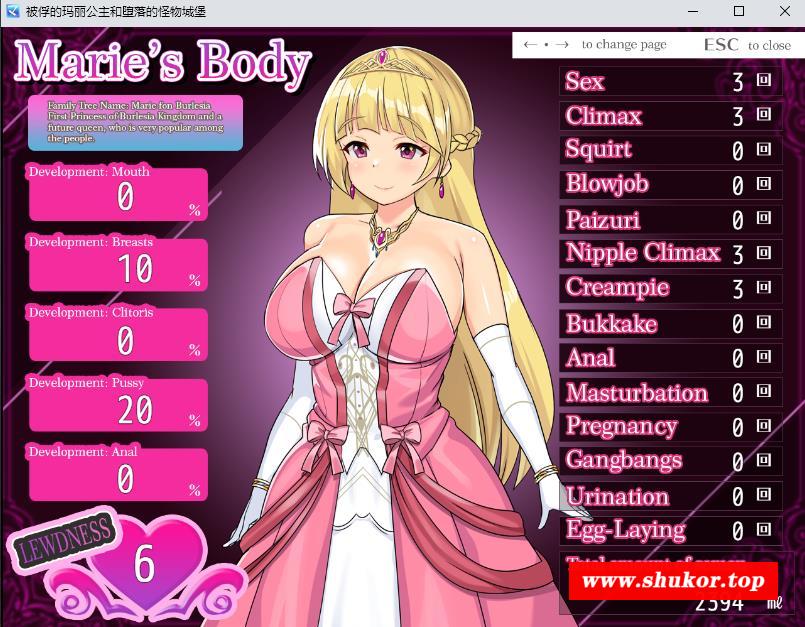 被俘的玛丽公主和堕落的怪物城堡
← • → to change page ESC to close
Marie's Body
Family Tree Name: Marie fon Burlesia
First Princess of Burlesia Kingdom and a
future queen, who is very popular among
the people.
Development: Mouth
0 %
Development: Breasts
10 %
Development: Clitoris
0 %
Development: Pussy
20 %
Development: Anal
0 %
LEWDNESS
6
Sex 3 回
Climax 3 回
Squirt 0 回
Blowjob 0 回
Paizuri 0 回
Nipple Climax 3 回
Creampie 3 回
Bukkake 0 回
Anal 0 回
Masturbation 0 回
Pregnancy 0 回
Gangbangs 0 回
Urination 0 回
Egg-Laying 0 回
www.shukor.top
2594 ㎖